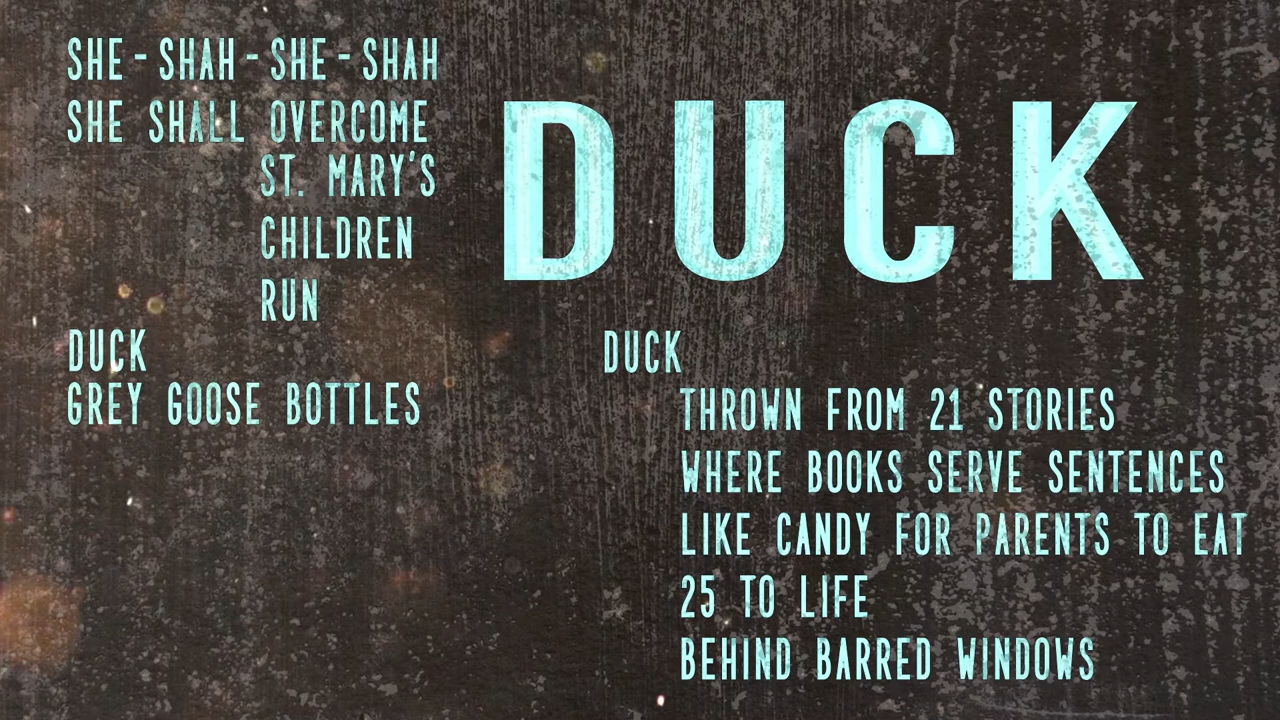 SHE-SHAH-SHE-SHAH
SHE SHALL OVERCOME
ST. MARY'S
CHILDREN
RUN
DUCK
GREY GOOSE BOTTLES
DUCK
DUCK
THROWN FROM 21 STORIES
WHERE BOOKS SERVE SENTENCES
LIKE CANDY FOR PARENTS TO EAT
25 TO LIFE
BEHIND BARRED WINDOWS